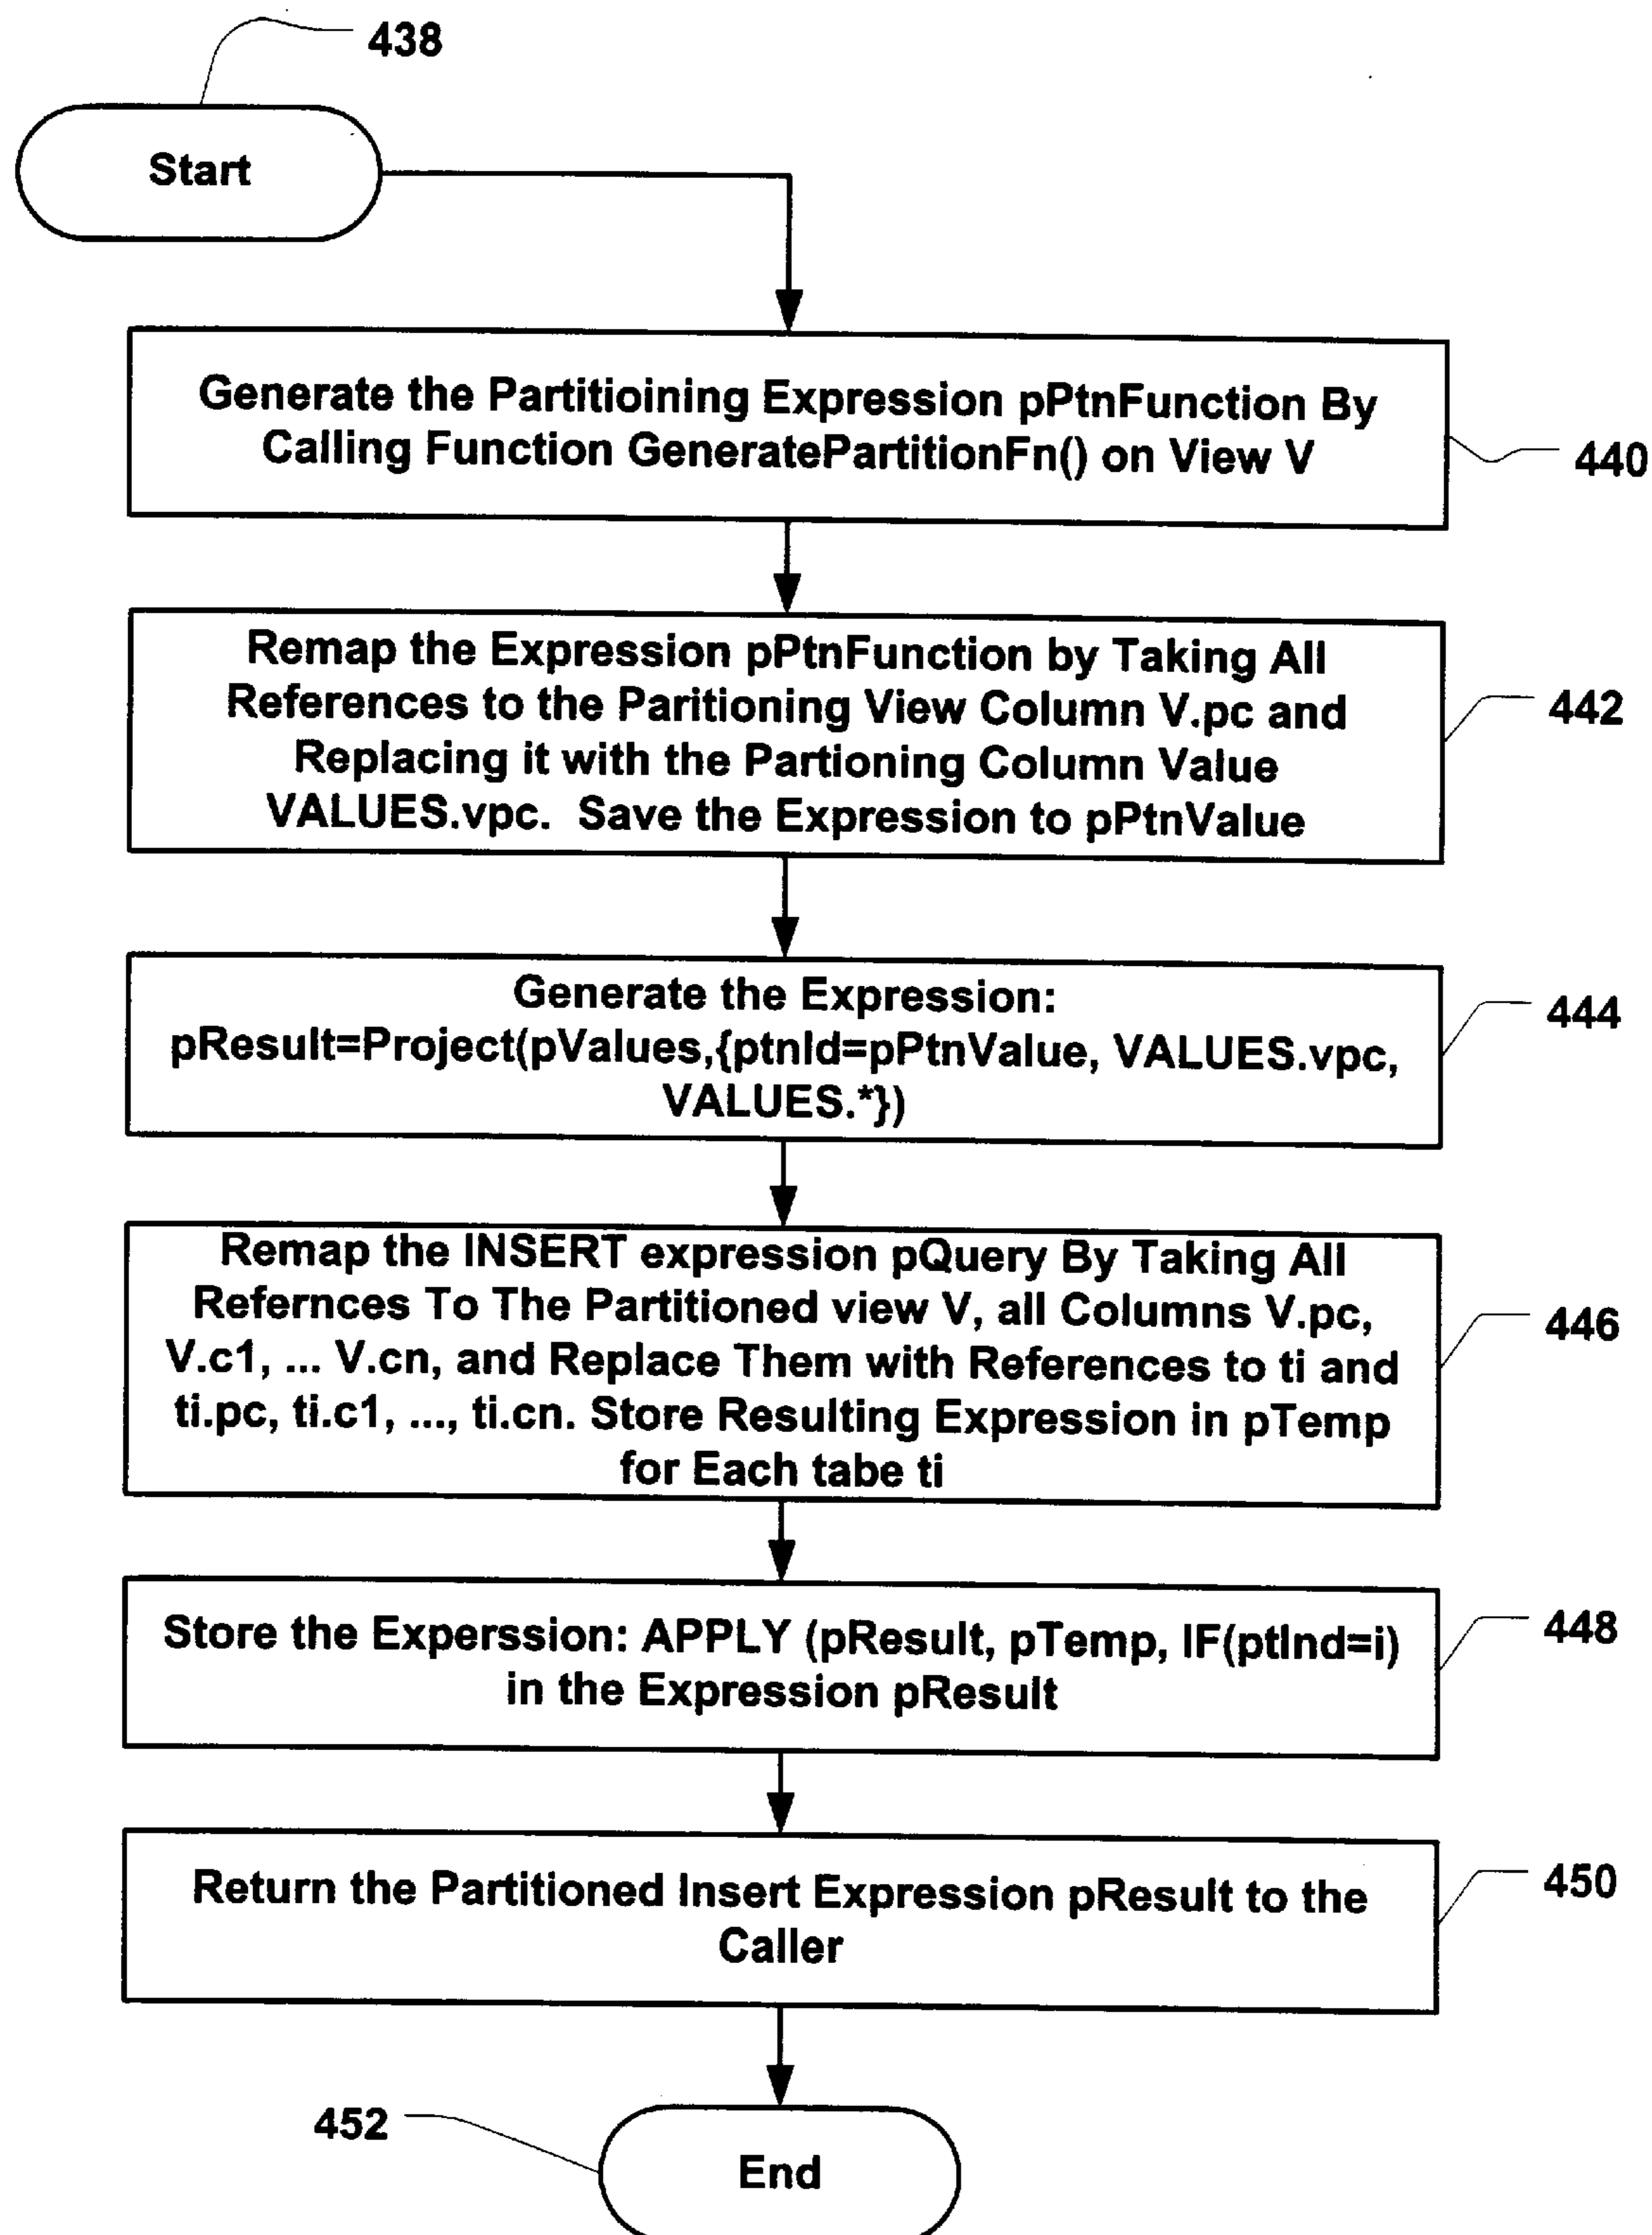 438
Start
Generate the Partitioining Expression pPtnFunction By
Calling Function GeneratePartitionFn() on View V
440
Remap the Expression pPtnFunction by Taking All
References to the Paritioning View Column V.pc and
Replacing it with the Partioning Column Value
VALUES.vpc. Save the Expression to pPtnValue
442
Generate the Expression:
pResult=Project(pValues,{ptnId=pPtnValue, VALUES.vpc,
VALUES.*})
444
Remap the INSERT expression pQuery By Taking All
Refernces To The Partitioned view V, all Columns V.pc,
V.c1, ... V.cn, and Replace Them with References to ti and
ti.pc, ti.c1, ..., ti.cn. Store Resulting Expression in pTemp
for Each tabe ti
446
Store the Experssion: APPLY (pResult, pTemp, IF(ptInd=i)
in the Expression pResult
448
Return the Partitioned Insert Expression pResult to the
Caller
450
452
End